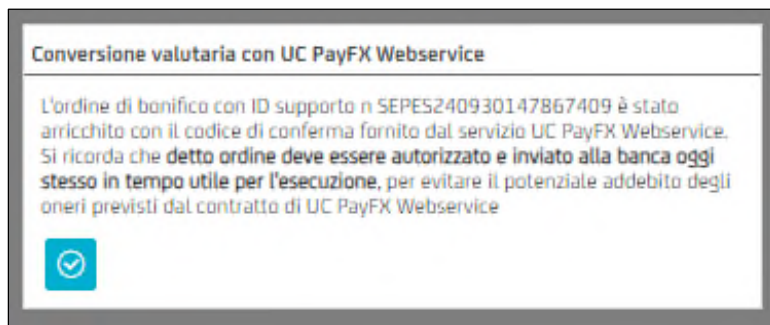 Conversione valutaria con UC PayFX Webservice
L'ordine di bonifico con ID supporto n SEPES240930147867409 è stato
arricchito con il codice di conferma fornito dal servizio UC PayFX Webservice.
Si ricorda che detto ordine deve essere autorizzato e inviato alla banca oggi
stesso in tempo utile per l'esecuzione, per evitare il potenziale addebito degli
oneri previsti dal contratto di UC PayFX Webservice